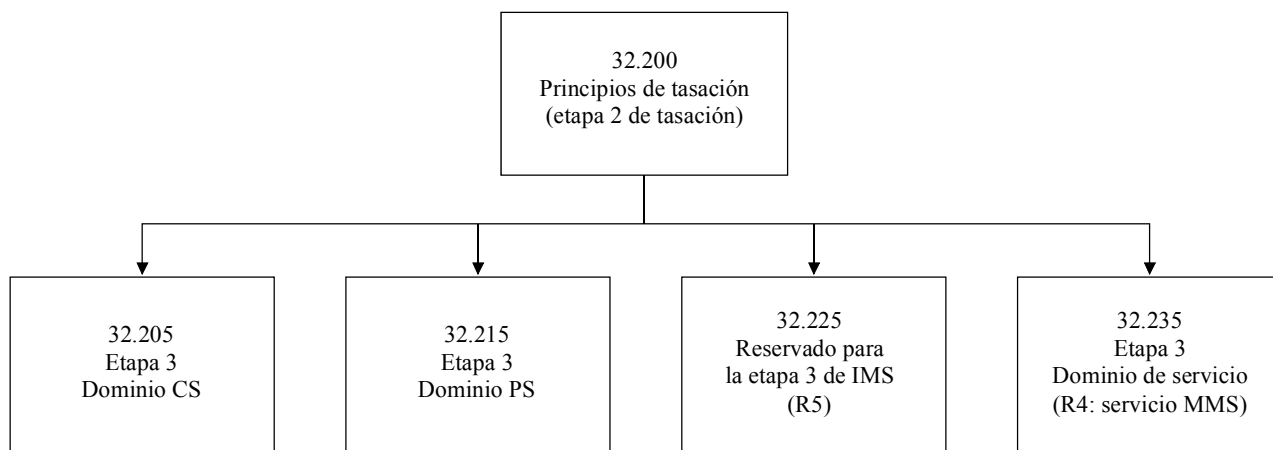 32.200
Principios de tasación
(etapa 2 de tasación)
32.205
Etapa 3
Dominio CS
32.215
Etapa 3
Dominio PS
32.225
Reservado para
la etapa 3 de IMS
(R5)
32.235
Etapa 3
Dominio de servicio
(R4: servicio MMS)